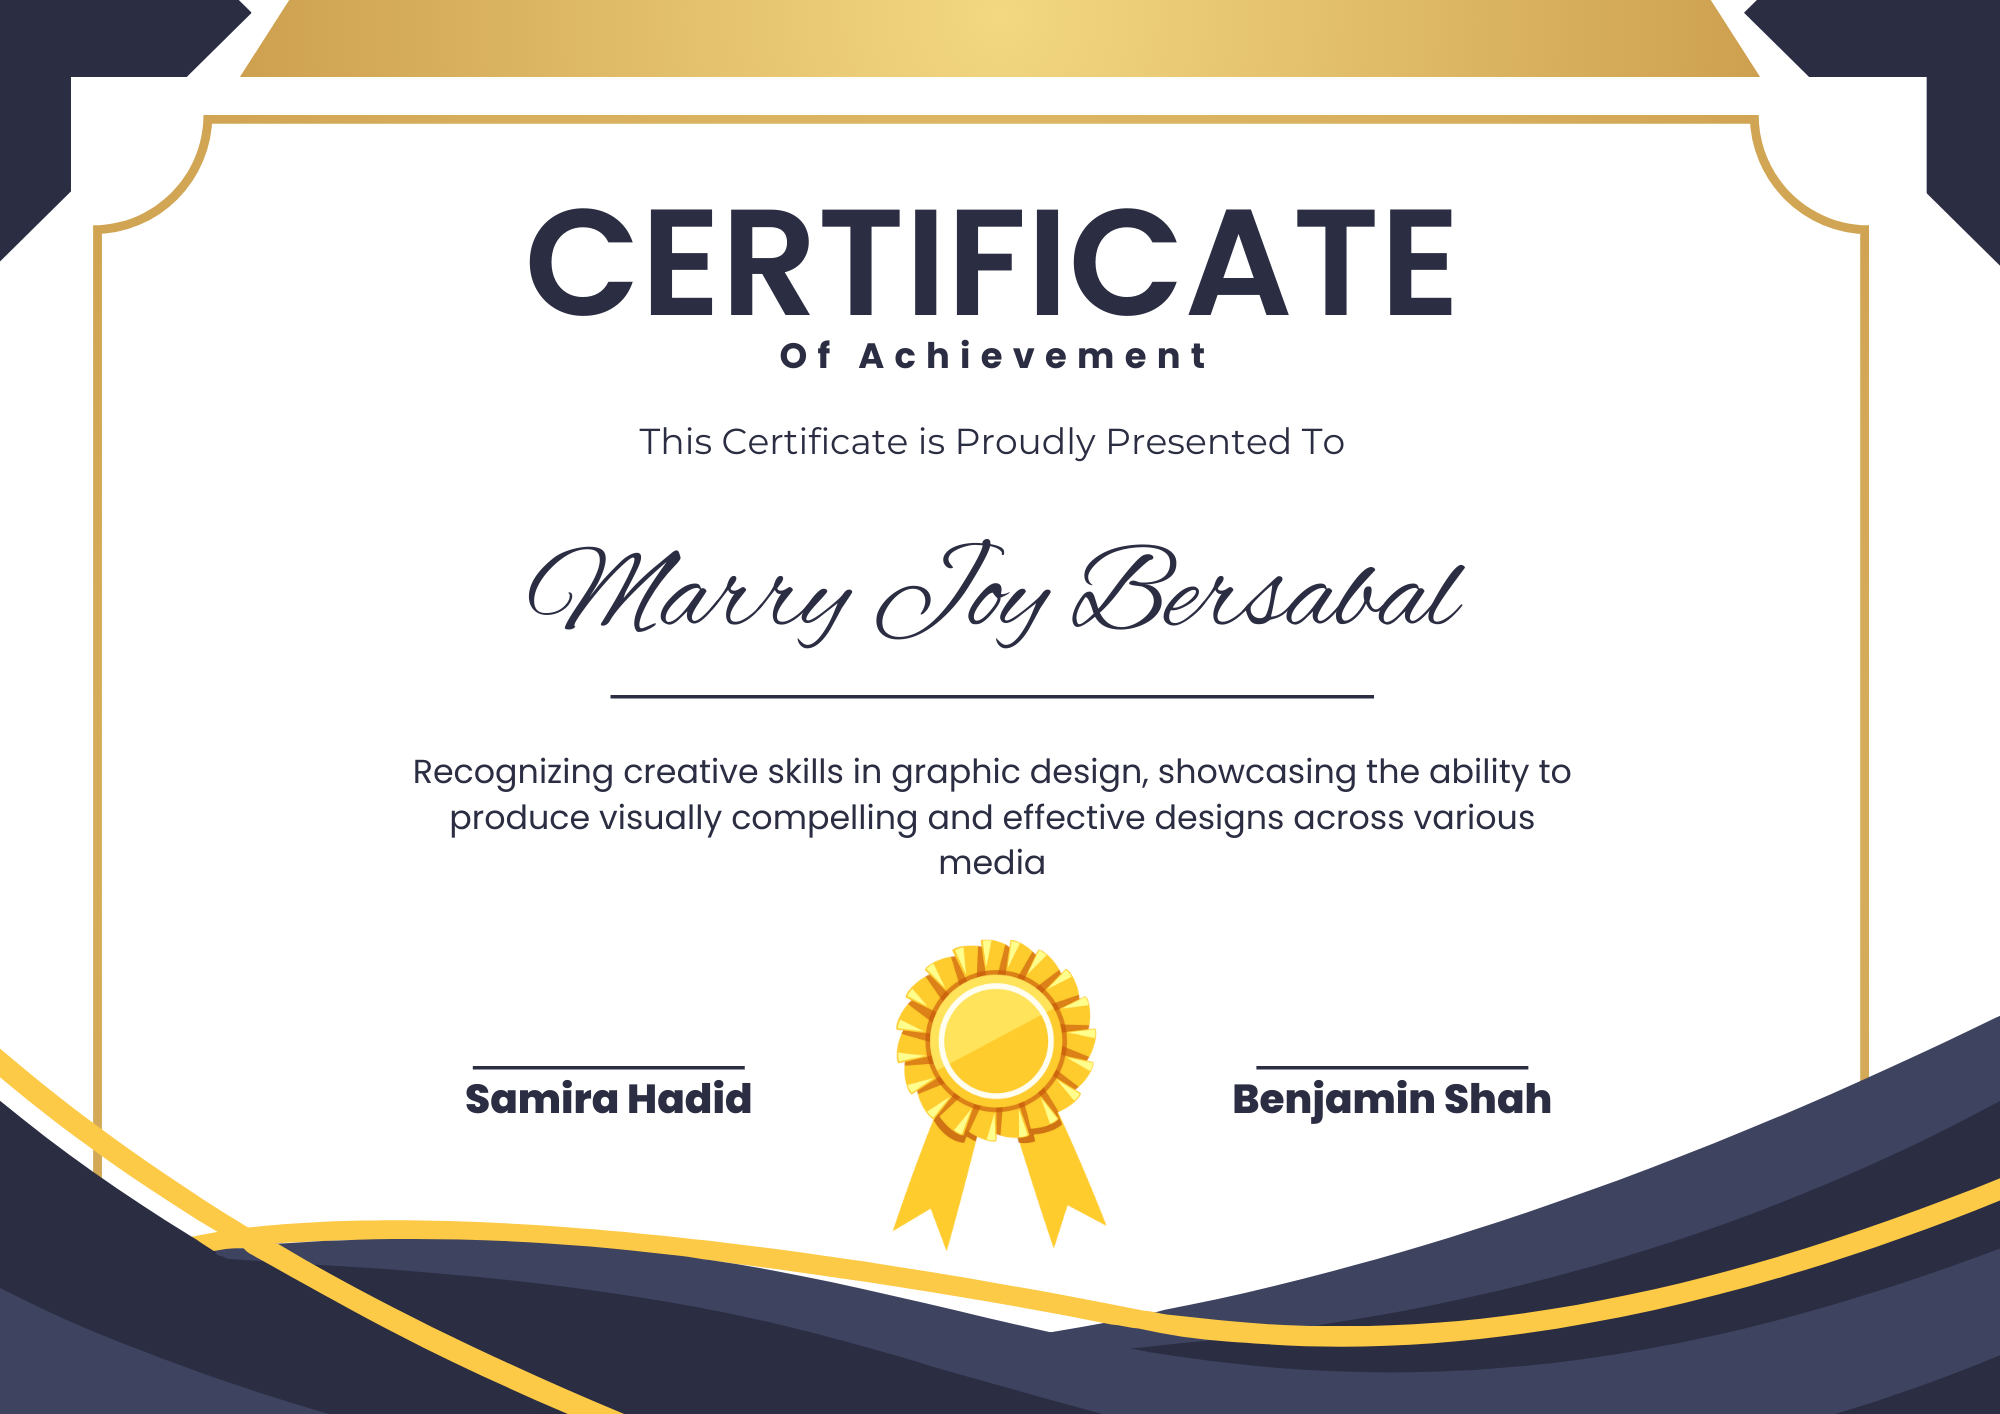 CERTIFICATE
Of Achievement
This Certificate is Proudly Presented To
Marry Joy Bersabal
Recognizing creative skills in graphic design, showcasing the ability to
produce visually compelling and effective designs across various
media
Samira Hadid
Benjamin Shah